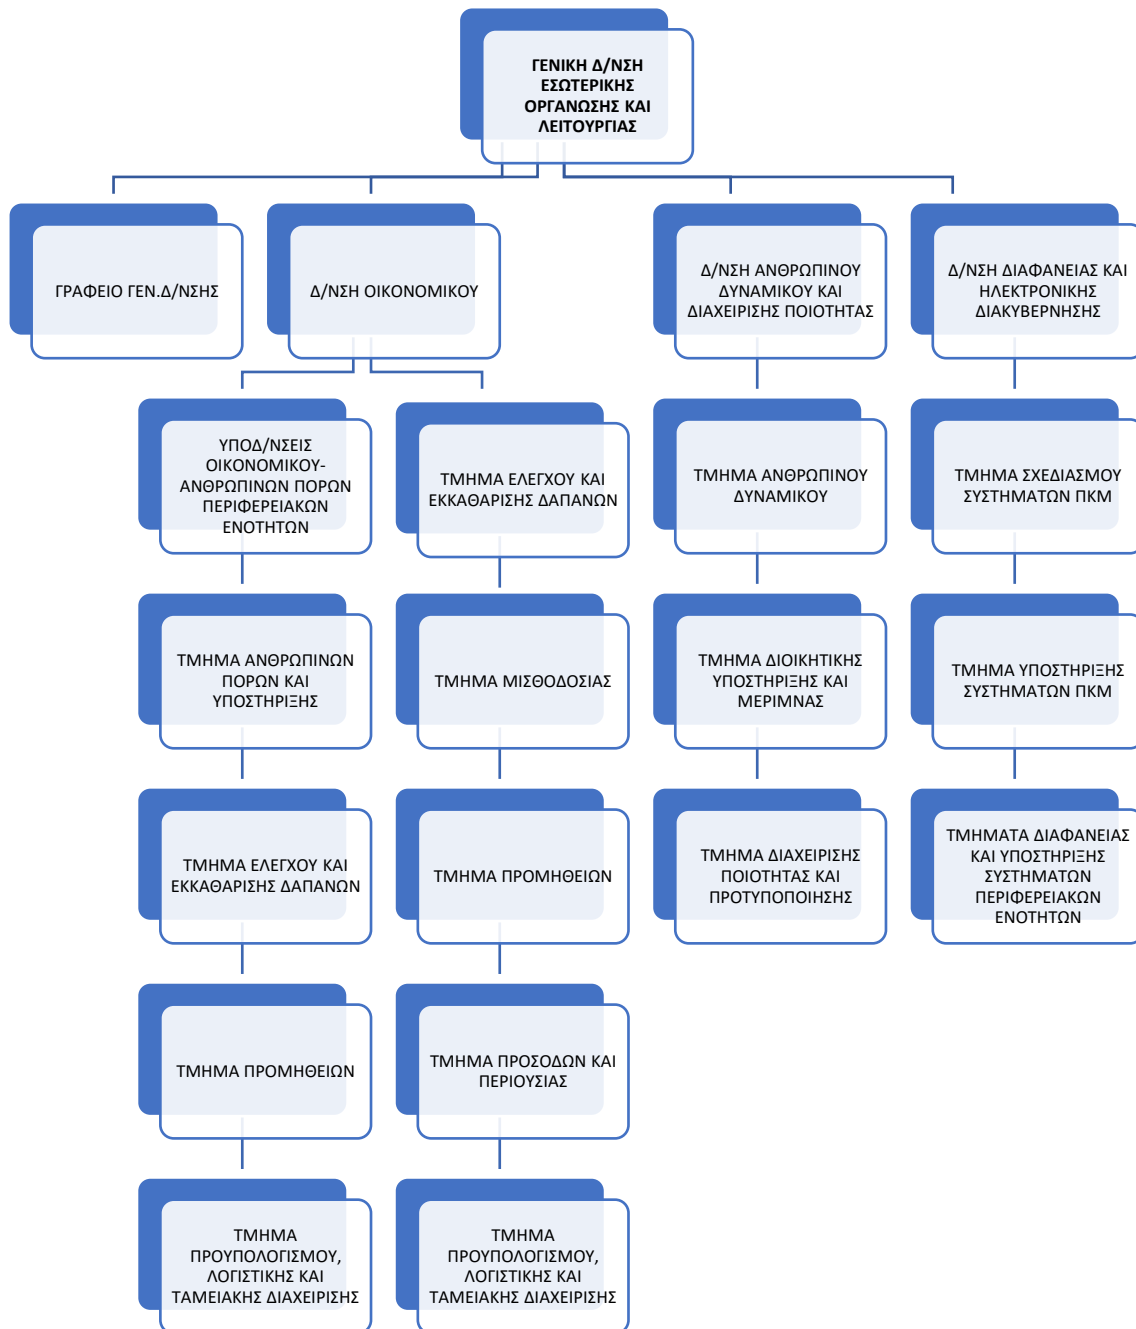 ΓΕΝΙΚΗ Δ/ΝΣΗ
ΕΣΩΤΕΡΙΚΗΣ
ΟΡΓΑΝΩΣΗΣ ΚΑΙ
ΛΕΙΤΟΥΡΓΙΑΣ
ΓΡΑΦΕΙΟ ΓΕΝ.Δ/ΝΣΗΣ
Δ/ΝΣΗ ΟΙΚΟΝΟΜΙΚΟΥ
Δ/ΝΣΗ ΑΝΘΡΩΠΙΝΟΥ
ΔΥΝΑΜΙΚΟΥ ΚΑΙ
ΔΙΑΧΕΙΡΙΣΗΣ ΠΟΙΟΤΗΤΑΣ
Δ/ΝΣΗ ΔΙΑΦΑΝΕΙΑΣ ΚΑΙ
ΗΛΕΚΤΡΟΝΙΚΗΣ
ΔΙΑΚΥΒΕΡΝΗΣΗΣ
ΥΠΟΔ/ΝΣΕΙΣ
ΟΙΚΟΝΟΜΙΚΟΥ-
ΑΝΘΡΩΠΙΝΩΝ ΠΟΡΩΝ
ΠΕΡΙΦΕΡΕΙΑΚΩΝ
ΕΝΟΤΗΤΩΝ
ΤΜΗΜΑ ΕΛΕΓΧΟΥ ΚΑΙ
ΕΚΚΑΘΑΡΙΣΗΣ ΔΑΠΑΝΩΝ
ΤΜΗΜΑ ΑΝΘΡΩΠΙΝΟΥ
ΔΥΝΑΜΙΚΟΥ
ΤΜΗΜΑ ΣΧΕΔΙΑΣΜΟΥ
ΣΥΣΤΗΜΑΤΩΝ ΠΚΜ
ΤΜΗΜΑ ΑΝΘΡΩΠΙΝΩΝ
ΠΟΡΩΝ ΚΑΙ
ΥΠΟΣΤΗΡΙΞΗΣ
ΤΜΗΜΑ ΜΙΣΘΟΔΟΣΙΑΣ
ΤΜΗΜΑ ΔΙΟΙΚΗΤΙΚΗΣ
ΥΠΟΣΤΗΡΙΞΗΣ ΚΑΙ
ΜΕΡΙΜΝΑΣ
ΤΜΗΜΑ ΥΠΟΣΤΗΡΙΞΗΣ
ΣΥΣΤΗΜΑΤΩΝ ΠΚΜ
ΤΜΗΜΑ ΕΛΕΓΧΟΥ ΚΑΙ
ΕΚΚΑΘΑΡΙΣΗΣ ΔΑΠΑΝΩΝ
ΤΜΗΜΑ ΠΡΟΜΗΘΕΙΩΝ
ΤΜΗΜΑ ΔΙΑΧΕΙΡΙΣΗΣ
ΠΟΙΟΤΗΤΑΣ ΚΑΙ
ΠΡΟΤΥΠΟΠΟΙΗΣΗΣ
ΤΜΗΜΑΤΑ ΔΙΑΦΑΝΕΙΑΣ
ΚΑΙ ΥΠΟΣΤΗΡΙΞΗΣ
ΣΥΣΤΗΜΑΤΩΝ
ΠΕΡΙΦΕΡΕΙΑΚΩΝ
ΕΝΟΤΗΤΩΝ
ΤΜΗΜΑ ΠΡΟΜΗΘΕΙΩΝ
ΤΜΗΜΑ ΠΡΟΣΟΔΩΝ ΚΑΙ
ΠΕΡΙΟΥΣΙΑΣ
ΤΜΗΜΑ
ΠΡΟΥΠΟΛΟΓΙΣΜΟΥ,
ΛΟΓΙΣΤΙΚΗΣ ΚΑΙ
ΤΑΜΕΙΑΚΗΣ ΔΙΑΧΕΙΡΙΣΗΣ
ΤΜΗΜΑ
ΠΡΟΥΠΟΛΟΓΙΣΜΟΥ,
ΛΟΓΙΣΤΙΚΗΣ ΚΑΙ
ΤΑΜΕΙΑΚΗΣ ΔΙΑΧΕΙΡΙΣΗΣ